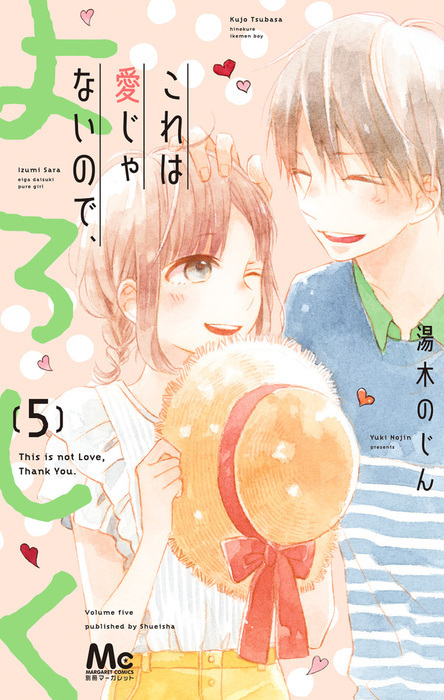 これは
愛じゃ
ないので、
よろしく
(5)
This is not Love,
Thank You.
Kujo Tsubasa
hinekure
ikemen boy
Izumi Sara
eiga daisuki
pure girl
湯木のじん
Yuki Nojin
presents
Volume five
published by Shueisha
Mc
MARGARET COMICS
別冊マーガレット